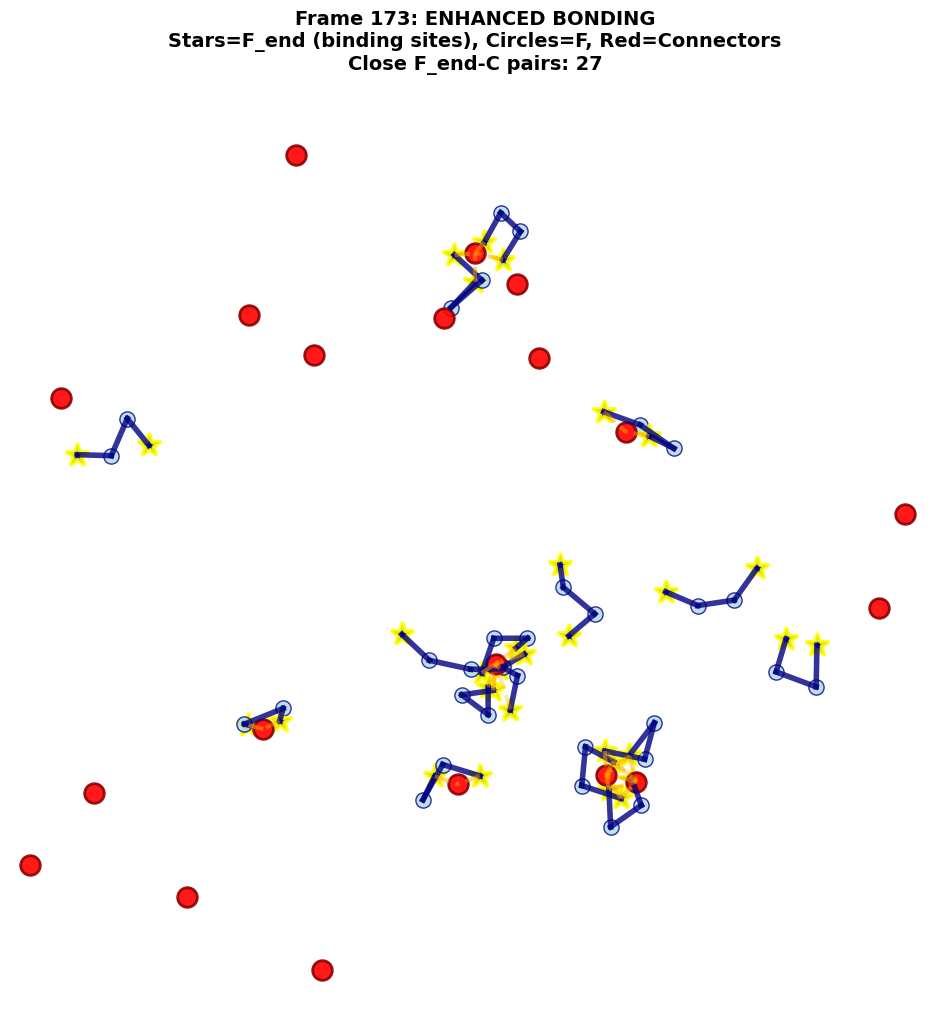 Frame 173: ENHANCED BONDING
Stars=F_end (binding sites), Circles=F, Red=Connectors
Close F_end-C pairs: 27